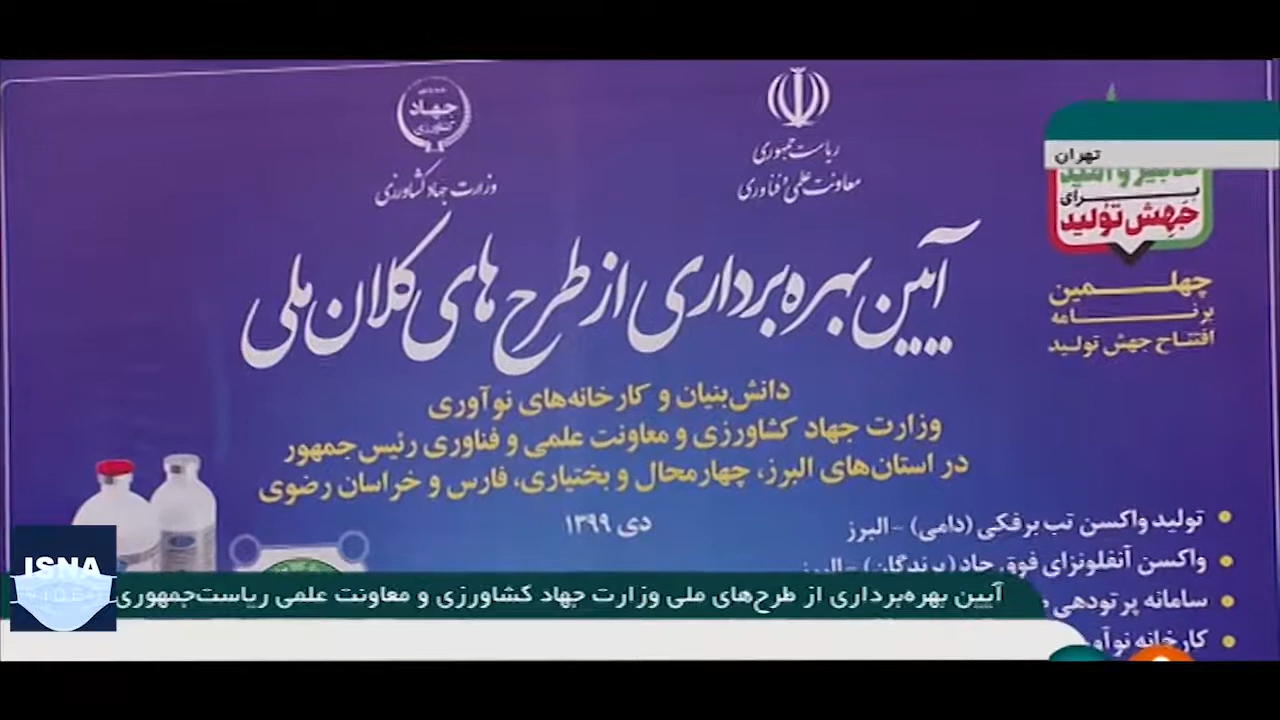 جهاد
کشاورزی
وزارت جهاد کشاورزی
ریاست جمهوری
معاونت علمی و فناوری
تهران
برای
جهش تولید
چهلمین
برنامه
افتتاح جهش تولید
آیین بهره‌برداری از طرح های کلان ملی
دانش‌بنیان و کارخانه‌های نوآوری
وزارت جهاد کشاورزی و معاونت علمی و فناوری رئیس‌جمهور
در استان‌های البرز، چهارمحال و بختیاری، فارس و خراسان رضوی
دی ۱۳۹۹
تولید واکسن تب برفکی (دامی) - البرز
واکسن آنفلونزای فوق حاد (پرندگان) - البرز
سامانه پرتودهی
کارخانه
آیین بهره‌برداری از طرح‌های ملی وزارت جهاد کشاورزی و معاونت علمی ریاست‌جمهوری
ISNA
VIDEO